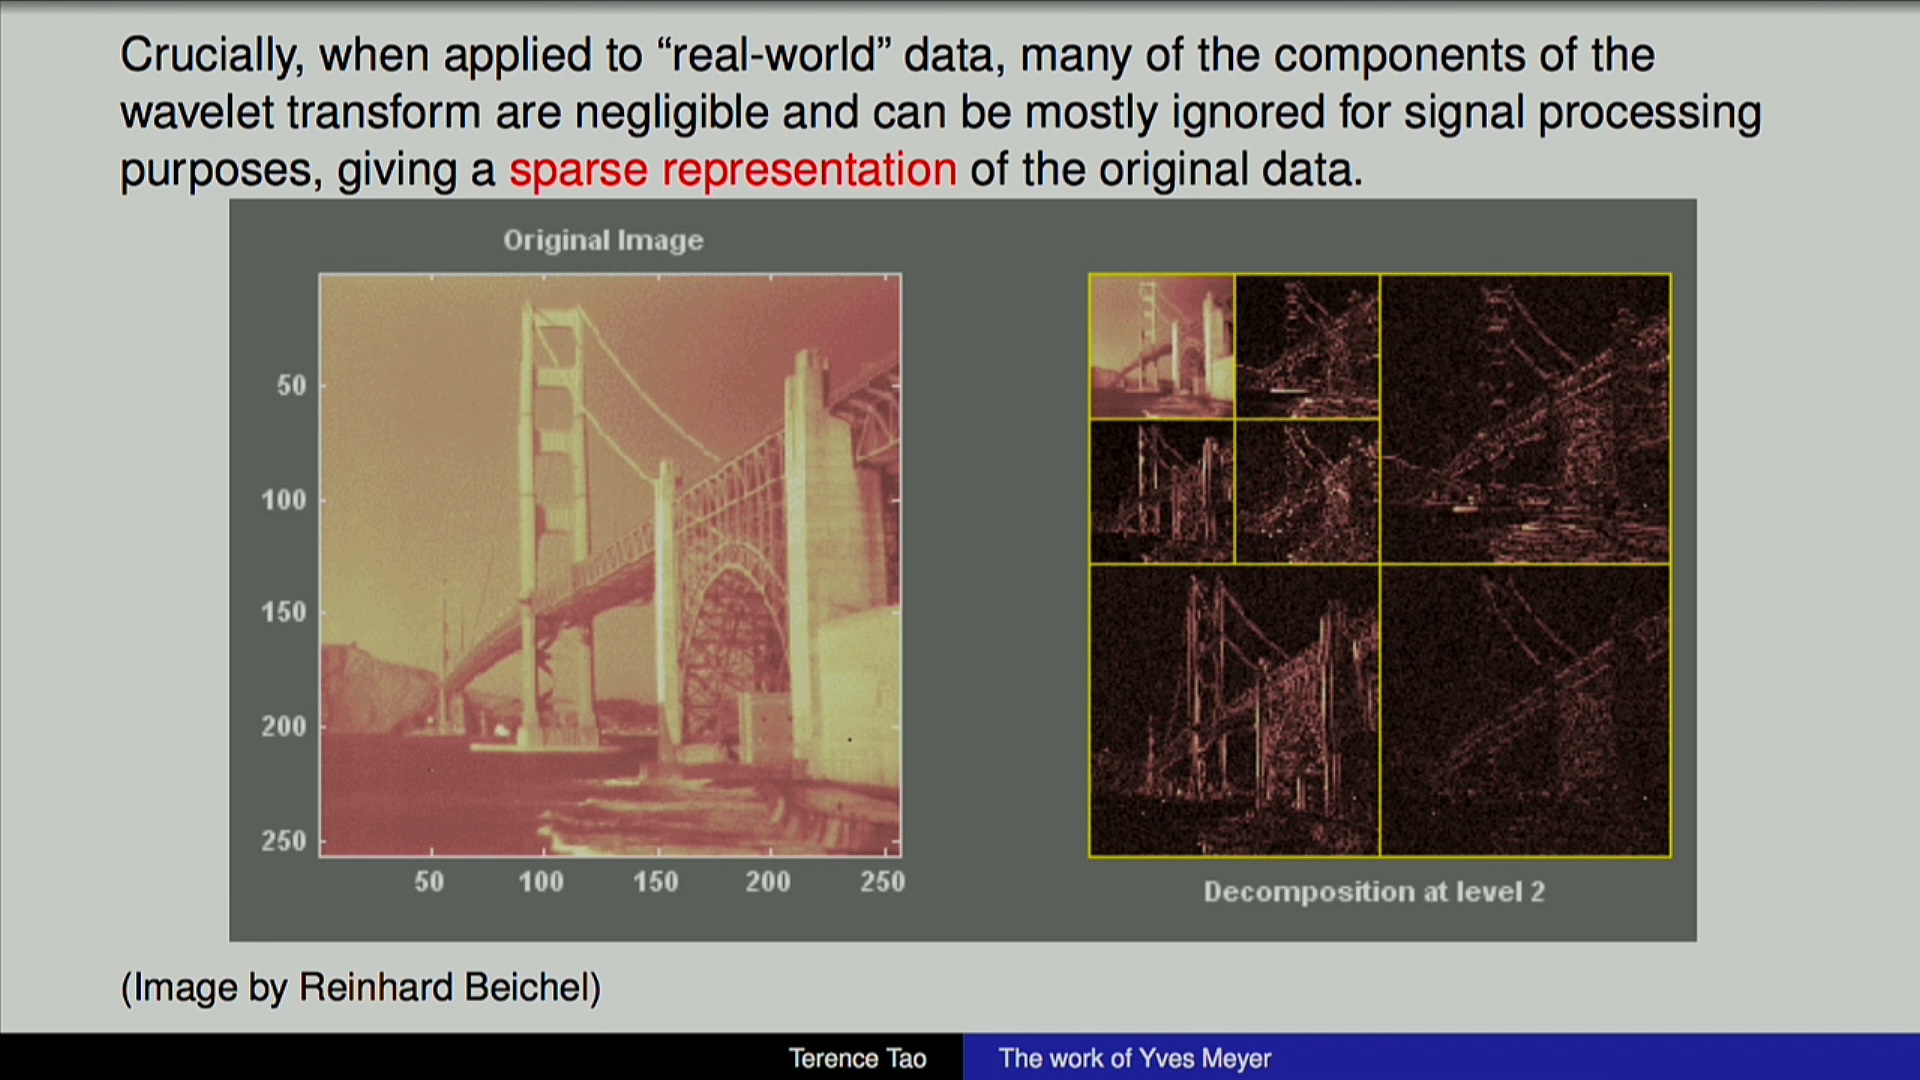 Crucially, when applied to “real-world” data, many of the components of the
wavelet transform are negligible and can be mostly ignored for signal processing
purposes, giving a sparse representation of the original data.
Original Image
50
100
150
200
250
50 100 150 200 250
Decomposition at level 2
(Image by Reinhard Beichel)
Terence Tao The work of Yves Meyer